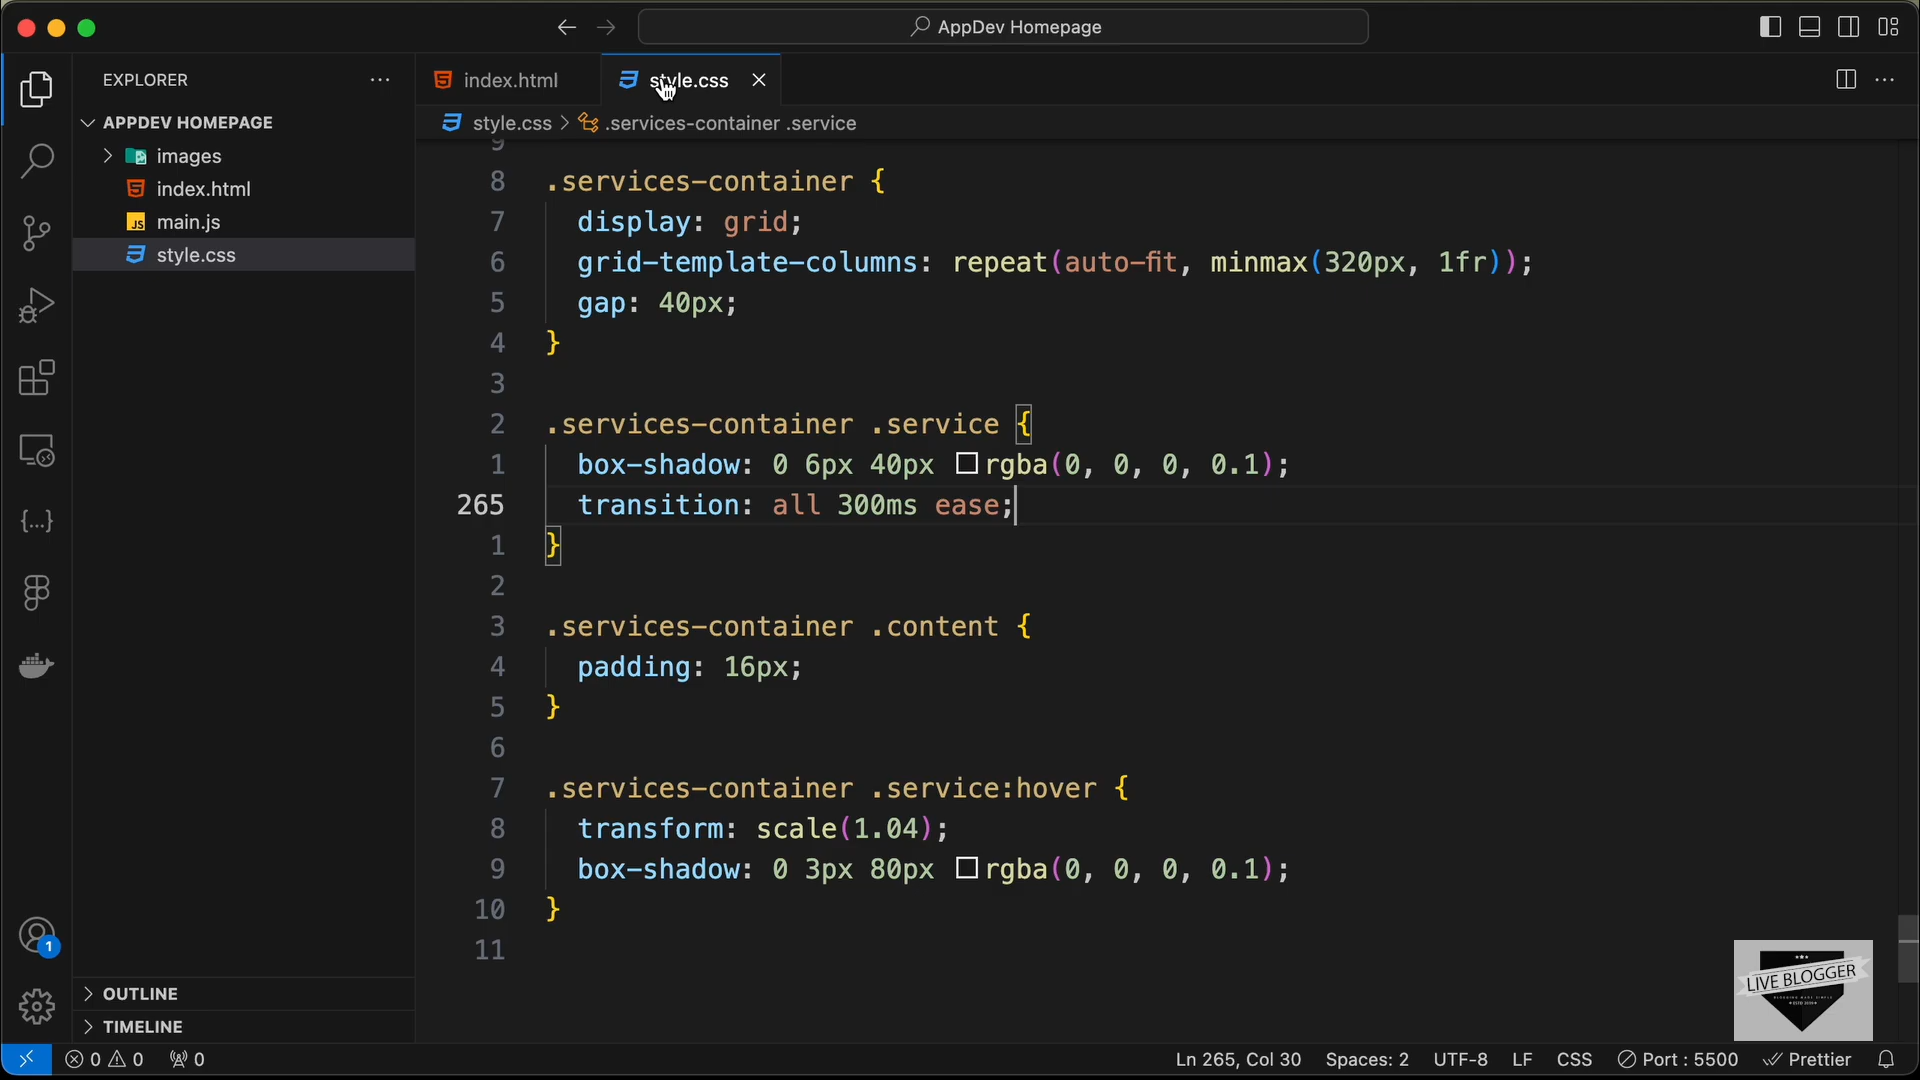 AppDev Homepage
EXPLORER
APPDEV HOMEPAGE
images
index.html
main.js
style.css
OUTLINE
TIMELINE
index.html
style.css
style.css > .services-container .service
9
8 .services-container {
7 display: grid;
6 grid-template-columns: repeat(auto-fit, minmax(320px, 1fr));
5 gap: 40px;
4 }
3
2 .services-container .service {
1 box-shadow: 0 6px 40px rgba(0, 0, 0, 0.1);
265 transition: all 300ms ease;
1 }
2
3 .services-container .content {
4 padding: 16px;
5 }
6
7 .services-container .service:hover {
8 transform: scale(1.04);
9 box-shadow: 0 3px 80px rgba(0, 0, 0, 0.1);
10 }
11
1
LIVE BLOGGER
0 0 0
Ln 265, Col 30 Spaces: 2 UTF-8 LF CSS Port : 5500 Prettier